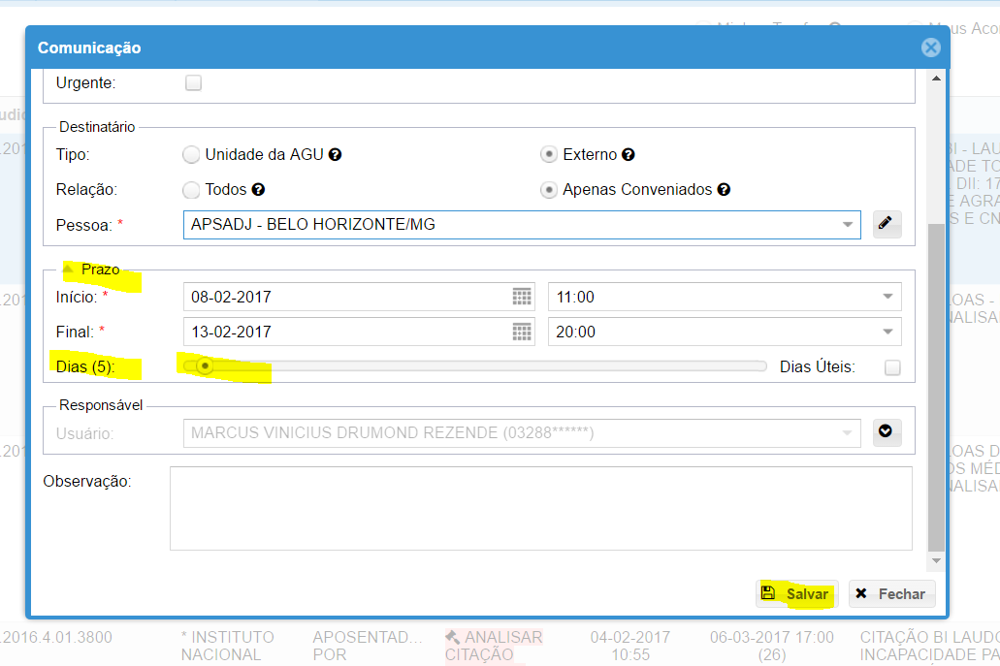 Comunicação
Urgente:
Destinatário
Tipo: Unidade da AGU Externo
Relação: Todos Apenas Conveniados
Pessoa: * APSADJ - BELO HORIZONTE/MG
Prazo
Início: * 08-02-2017 11:00
Final: * 13-02-2017 20:00
Dias (5): Dias Úteis:
Responsável
Usuário: MARCUS VINICIUS DRUMOND REZENDE (03288******)
Observação:
Salvar Fechar
.2016.4.01.3800 * INSTITUTO APOSENTAD... ANALISAR 04-02-2017 06-03-2017 17:00 CITAÇÃO BI LAUDO
NACIONAL POR CITAÇÃO 10:55 (26) INCAPACIDADE PA